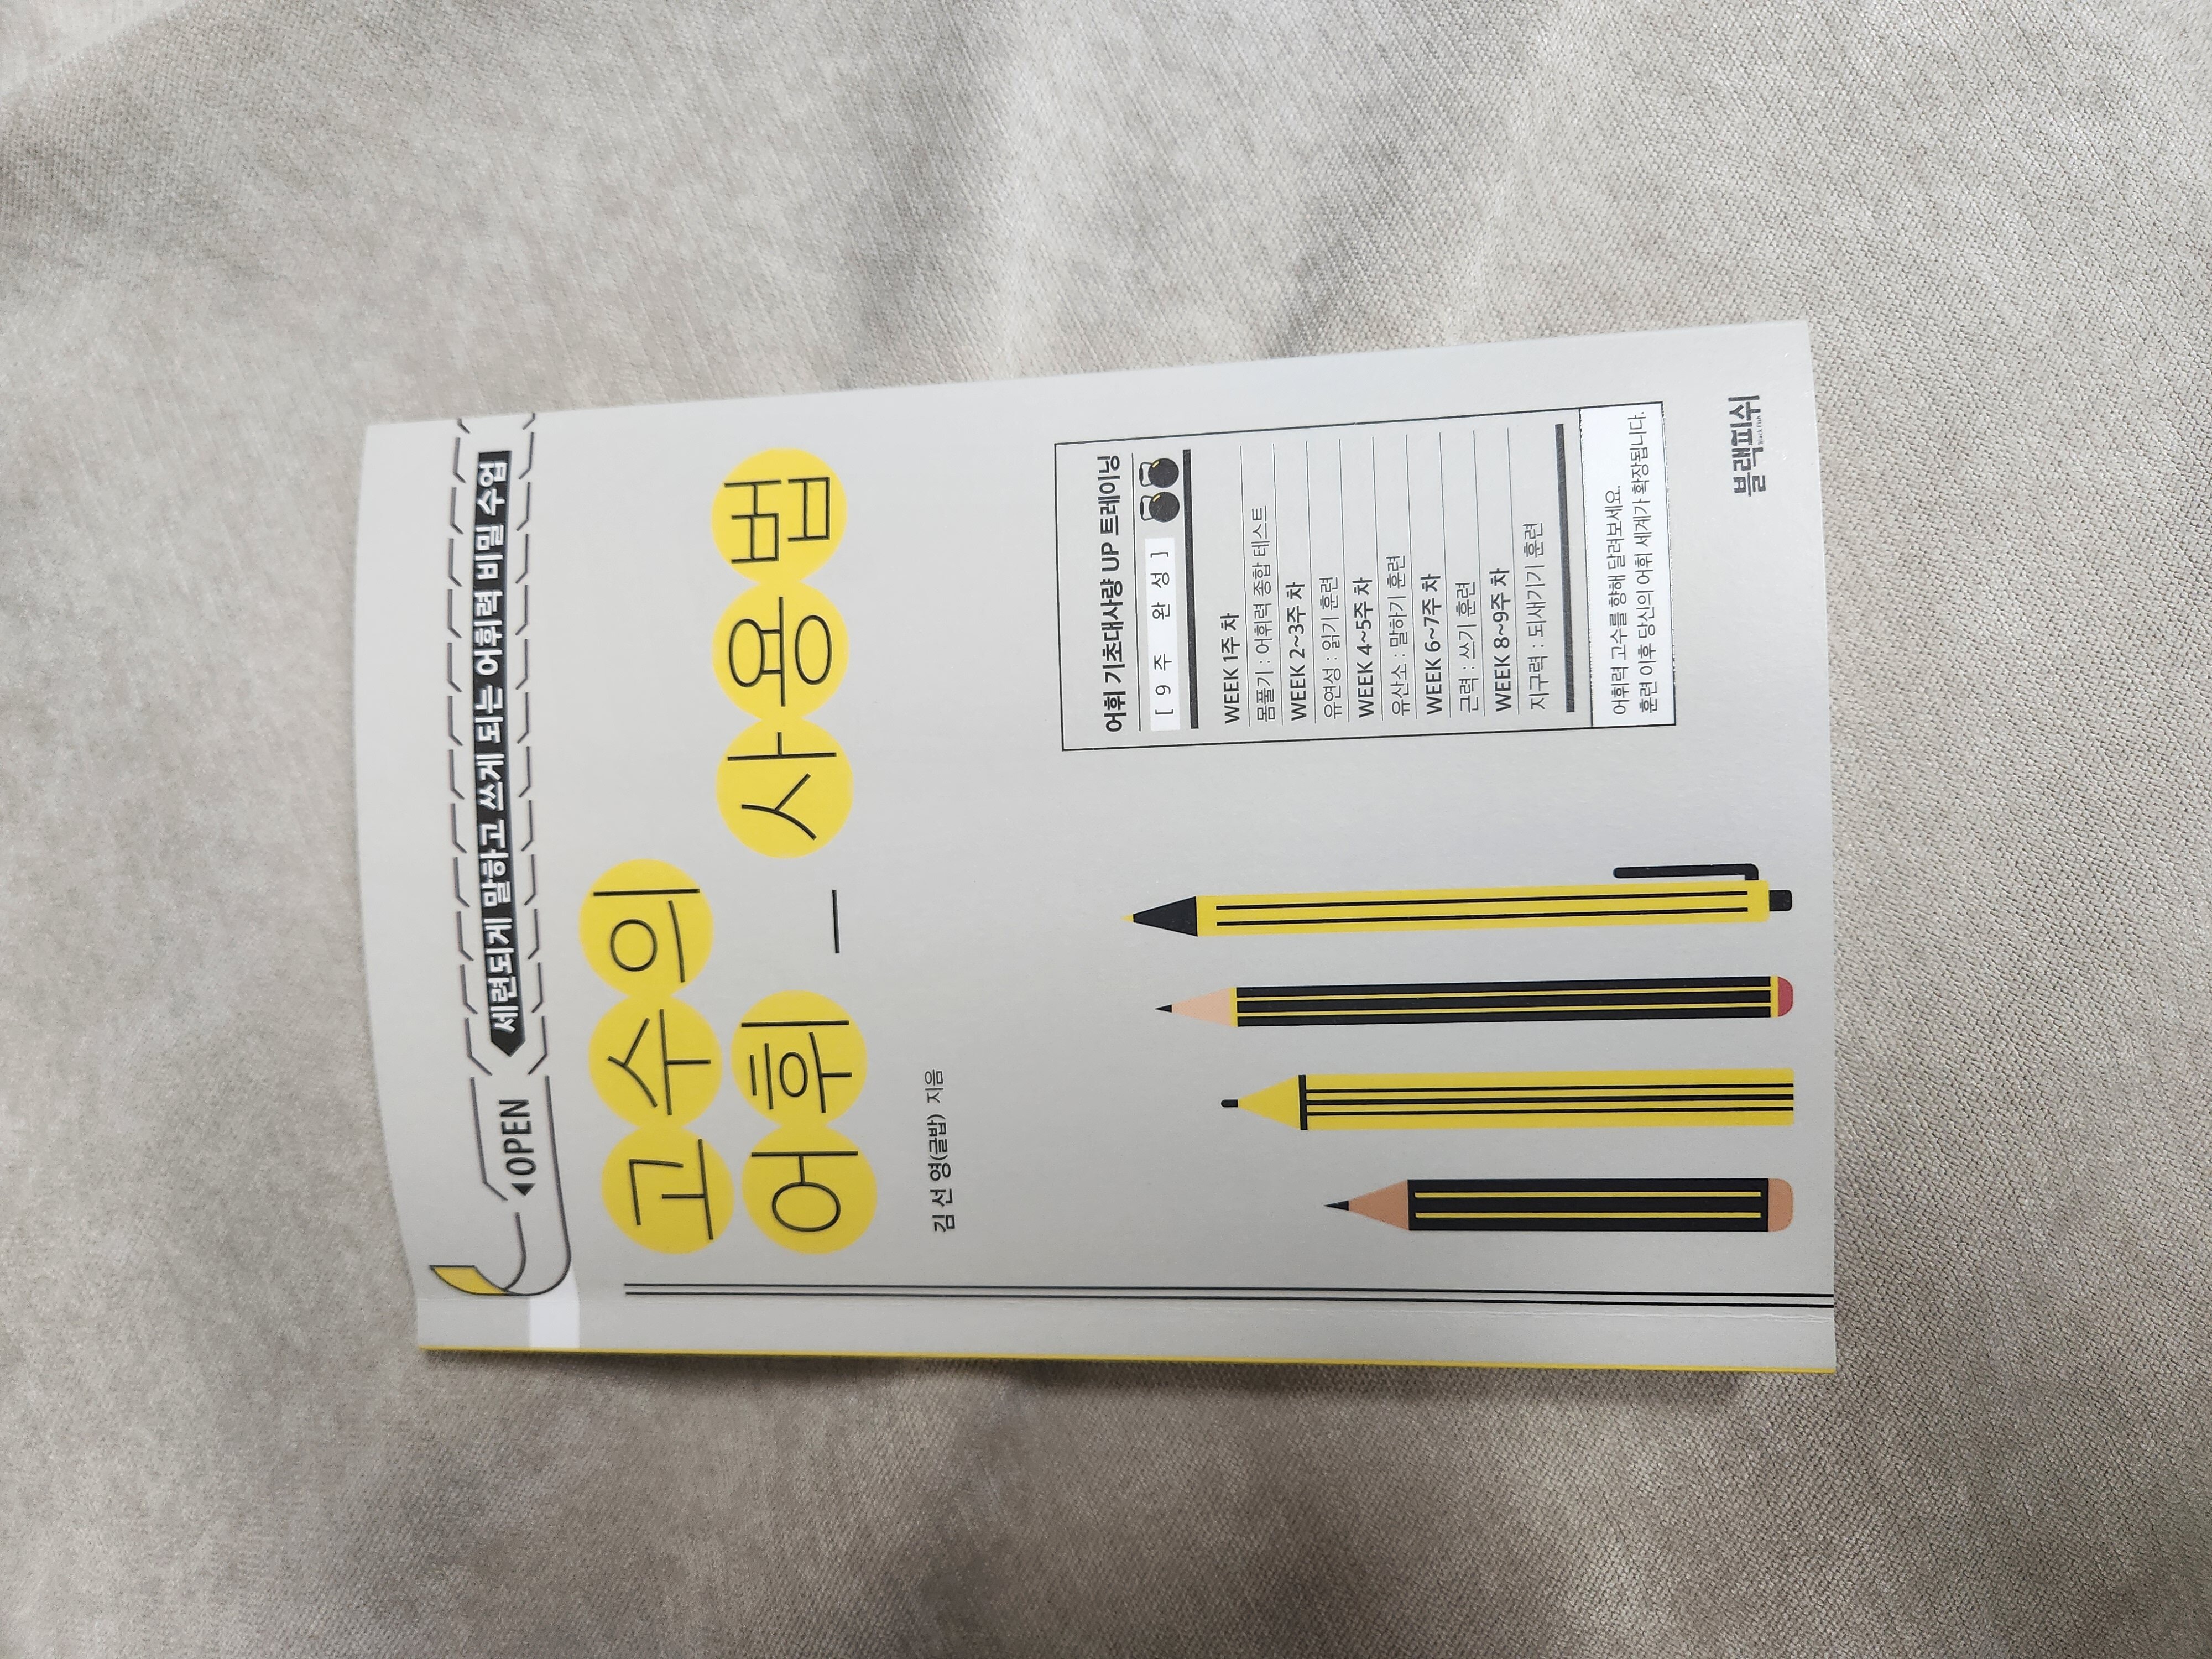 ◀OPEN
세련되게 말하고 쓰게 되는 어휘력 비밀 수업
고수의
어휘 _ 사용법
김선영(글밥) 지음
어휘 기초대사량 UP 트레이닝
[ 9 주 완 성 ]
WEEK 1주 차
몸풀기 : 어휘력 종합 테스트
WEEK 2~3주 차
유연성 : 읽기 훈련
WEEK 4~5주 차
유산소 : 말하기 훈련
WEEK 6~7주 차
근력 : 쓰기 훈련
WEEK 8~9주 차
지구력 : 되새기기 훈련
어휘력 고수를 향해 달려보세요.
훈련 이후 당신의 어휘 세계가 확장됩니다.
블랙피쉬
Black Fish